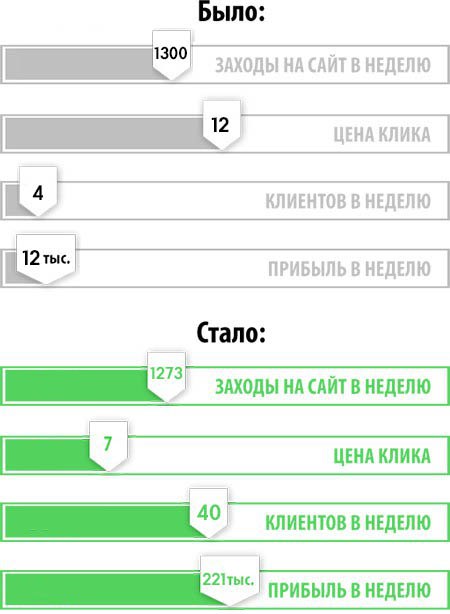 Было:
1300
ЗАХОДЫ НА САЙТ В НЕДЕЛЮ
12
ЦЕНА КЛИКА
4
КЛИЕНТОВ В НЕДЕЛЮ
12 тыс.
ПРИБЫЛЬ В НЕДЕЛЮ
Стало:
1273
ЗАХОДЫ НА САЙТ В НЕДЕЛЮ
7
ЦЕНА КЛИКА
40
КЛИЕНТОВ В НЕДЕЛЮ
221тыс.
ПРИБЫЛЬ В НЕДЕЛЮ